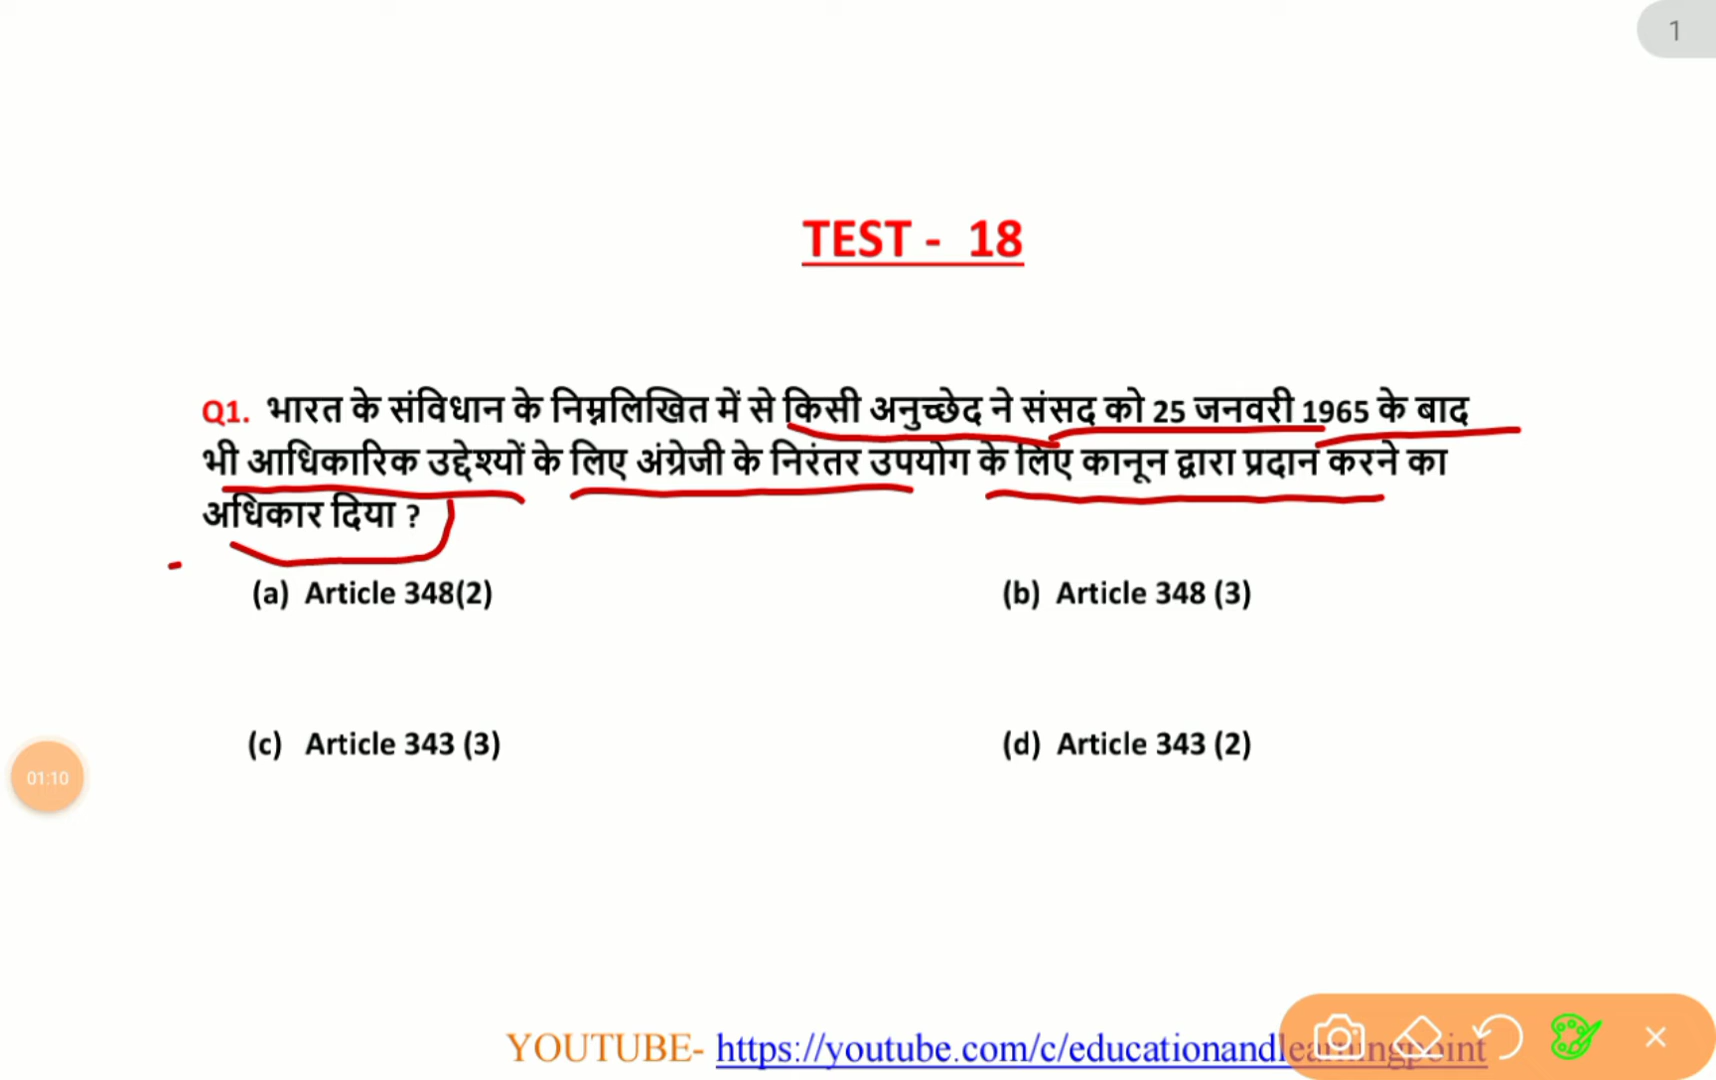 1
TEST - 18
Q1. भारत के संविधान के निम्नलिखित में से किसी अनुच्छेद ने संसद को 25 जनवरी 1965 के बाद
भी आधिकारिक उद्देश्यों के लिए अंग्रेजी के निरंतर उपयोग के लिए कानून द्वारा प्रदान करने का
अधिकार दिया ?
(a) Article 348(2)
(b) Article 348 (3)
(c) Article 343 (3)
(d) Article 343 (2)
01:10
YOUTUBE- https://youtube.com/c/educationandlearningpoint